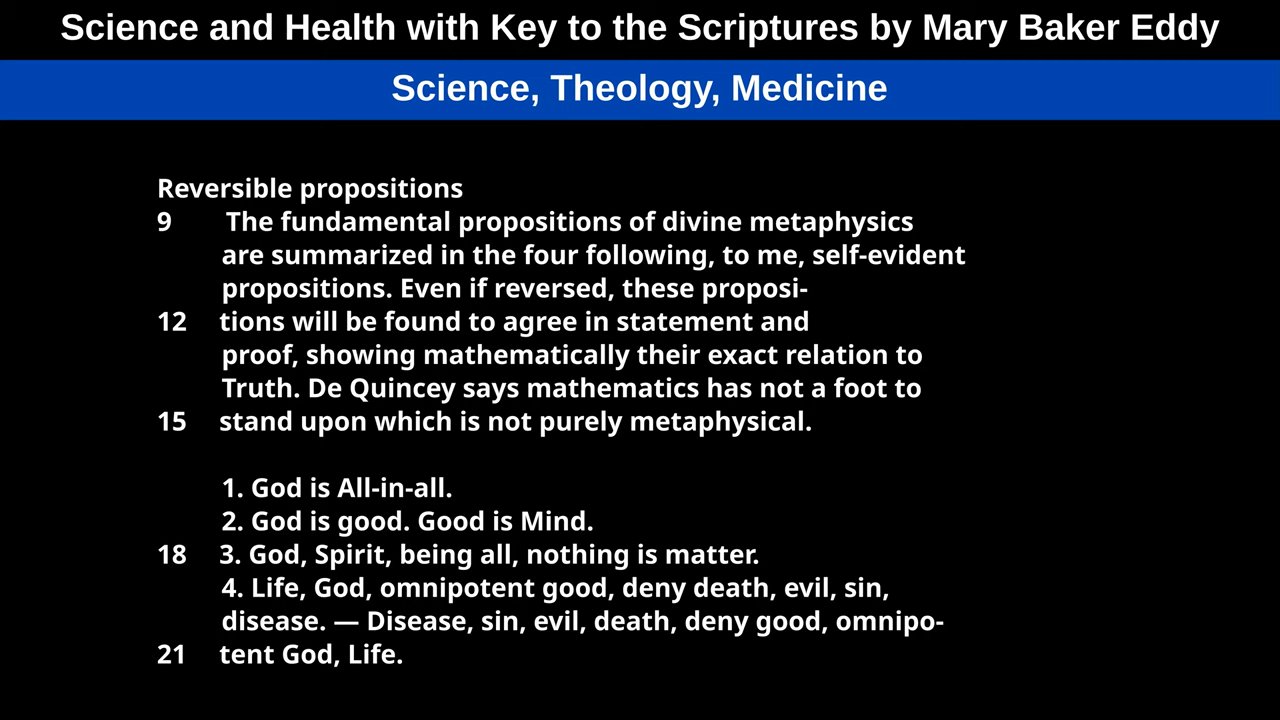 Science and Health with Key to the Scriptures by Mary Baker Eddy
Science, Theology, Medicine
Reversible propositions
9 The fundamental propositions of divine metaphysics
are summarized in the four following, to me, self-evident
propositions. Even if reversed, these proposi-
12 tions will be found to agree in statement and
proof, showing mathematically their exact relation to
Truth. De Quincey says mathematics has not a foot to
15 stand upon which is not purely metaphysical.
1. God is All-in-all.
2. God is good. Good is Mind.
18 3. God, Spirit, being all, nothing is matter.
4. Life, God, omnipotent good, deny death, evil, sin,
disease. — Disease, sin, evil, death, deny good, omnipo-
21 tent God, Life.